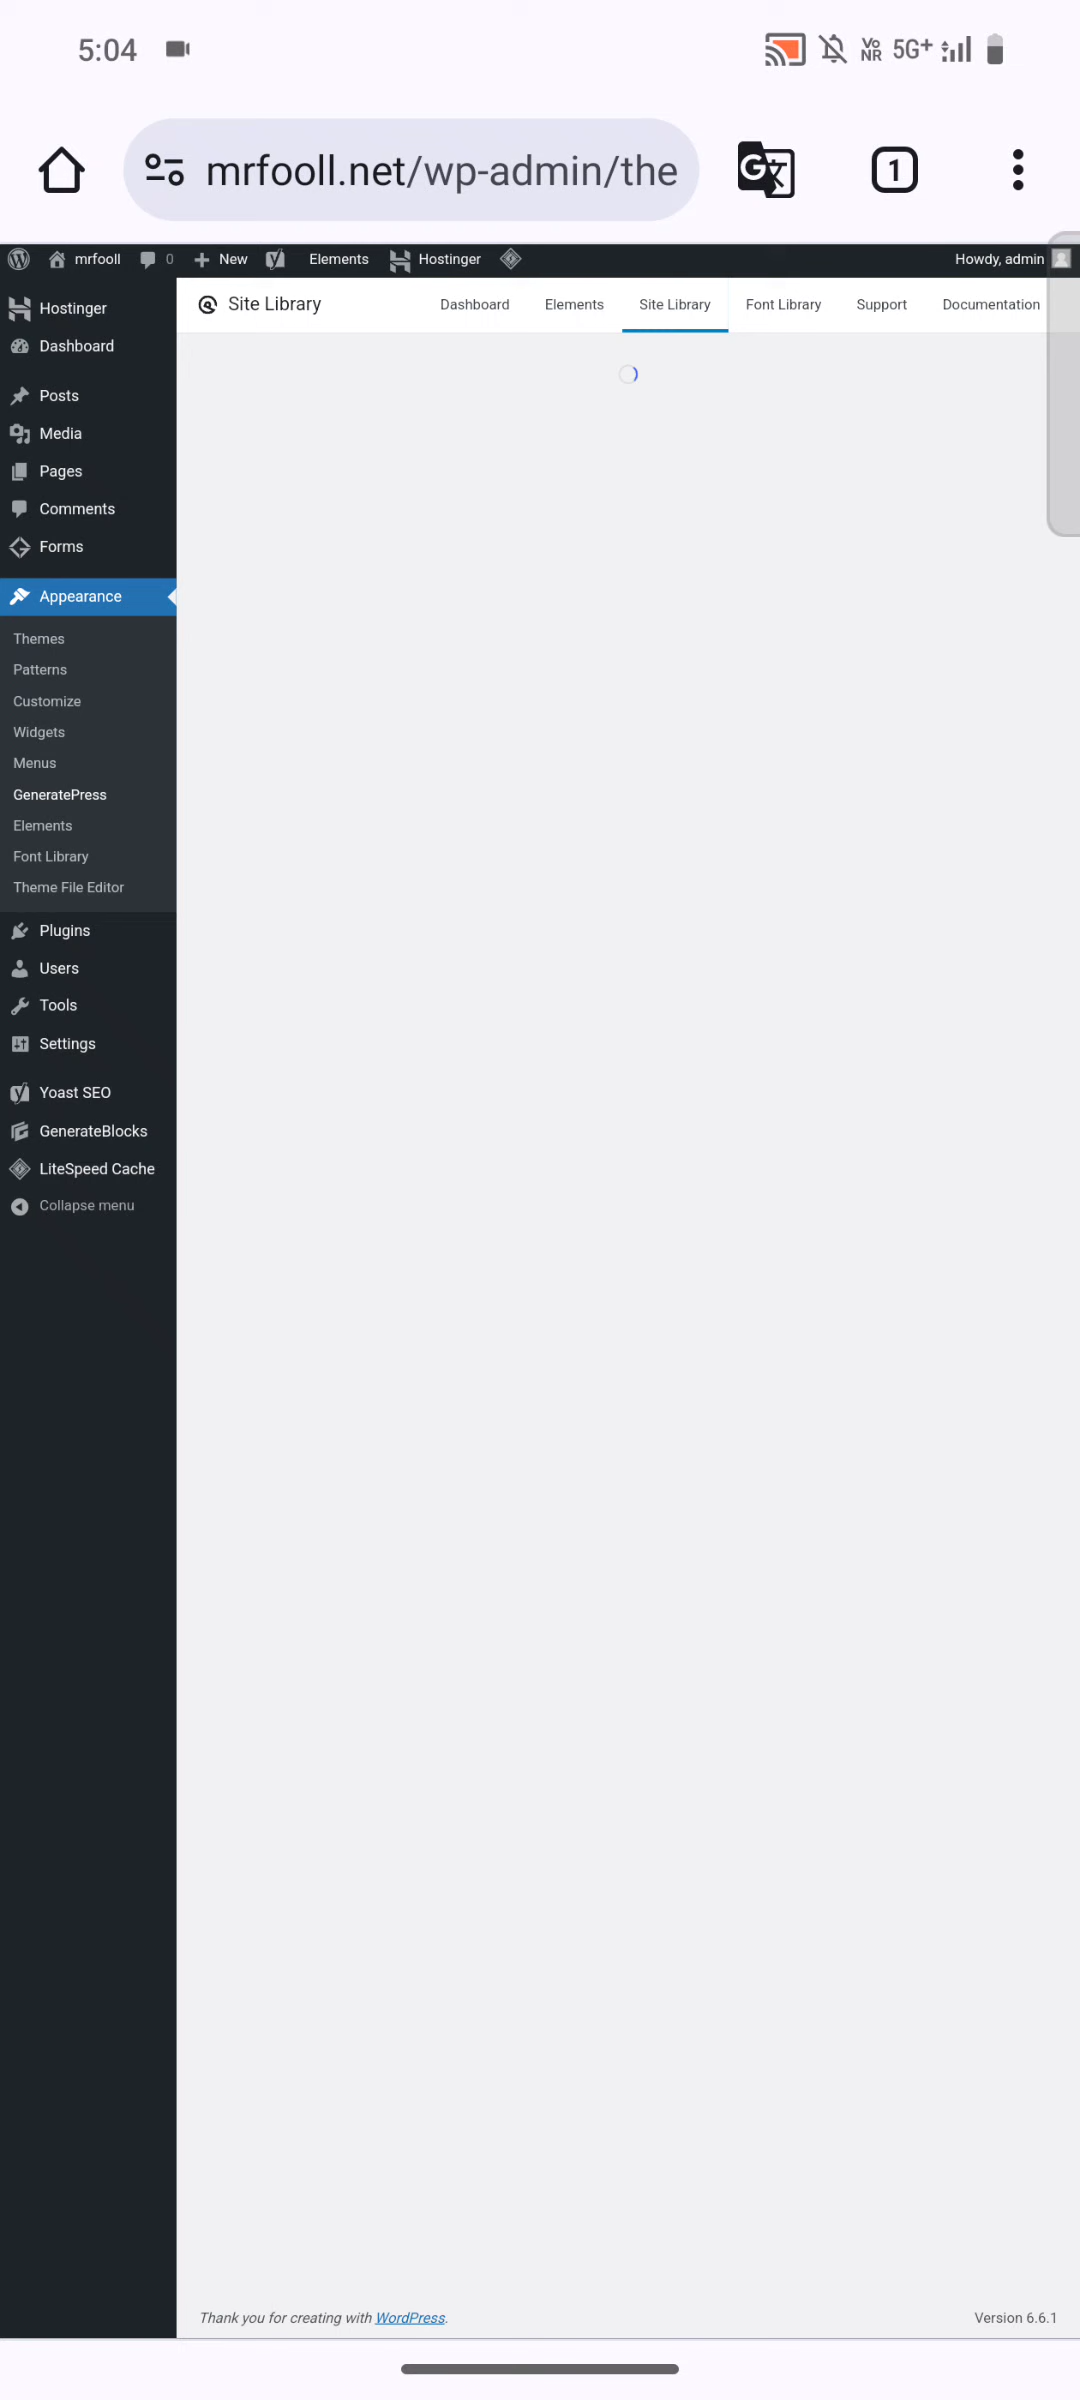 5:04
Vo NR 5G+
mrfooll.net/wp-admin/the
1
mrfooll 0 New Elements Hostinger Howdy, admin
Hostinger
Site Library Dashboard Elements Site Library Font Library Support Documentation
Dashboard
Posts
Media
Pages
Comments
Forms
Appearance
Themes
Patterns
Customize
Widgets
Menus
GeneratePress
Elements
Font Library
Theme File Editor
Plugins
Users
Tools
Settings
Yoast SEO
GenerateBlocks
LiteSpeed Cache
Collapse menu
Thank you for creating with WordPress. Version 6.6.1